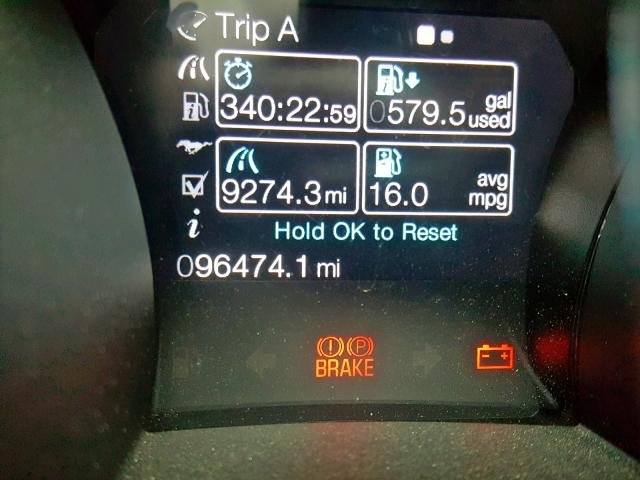 Trip A
340:22:59
0579.5 gal used
9274.3 mi
16.0 avg mpg
Hold OK to Reset
096474.1 mi
(!) (P)
BRAKE